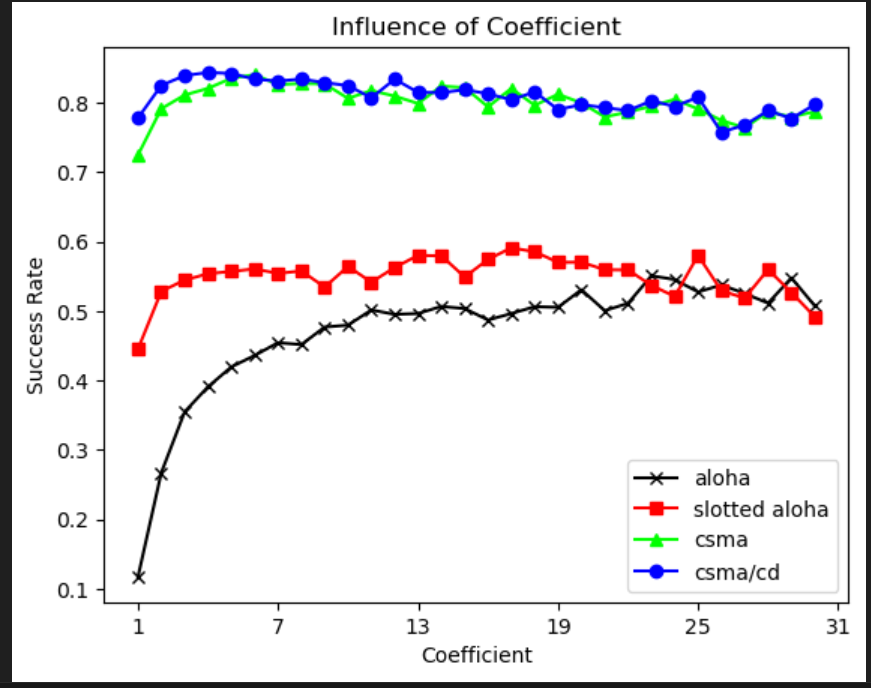 Influence of Coefficient
Success Rate
0.8
0.7
0.6
0.5
0.4
0.3
0.2
0.1
aloha
slotted aloha
csma
csma/cd
1 7 13 19 25 31
Coefficient